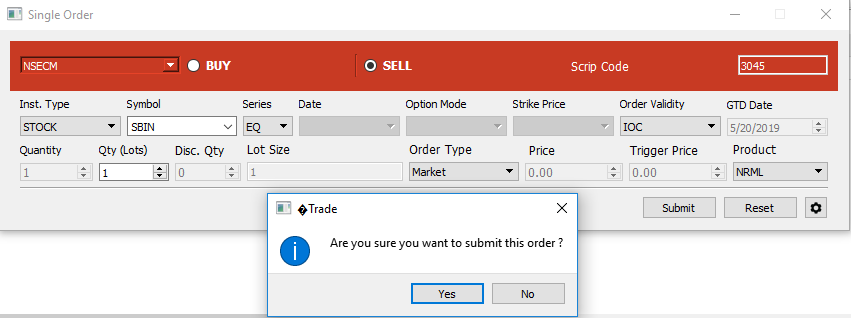 Single Order
NSECM BUY SELL Scrip Code 3045
Inst. Type Symbol Series Date Option Mode Strike Price Order Validity GTD Date
STOCK SBIN EQ IOC 5/20/2019
Quantity Qty (Lots) Disc. Qty Lot Size Order Type Price Trigger Price Product
1 1 0 1 Market 0.00 0.00 NRML
Submit Reset
�Trade
Are you sure you want to submit this order ?
Yes No